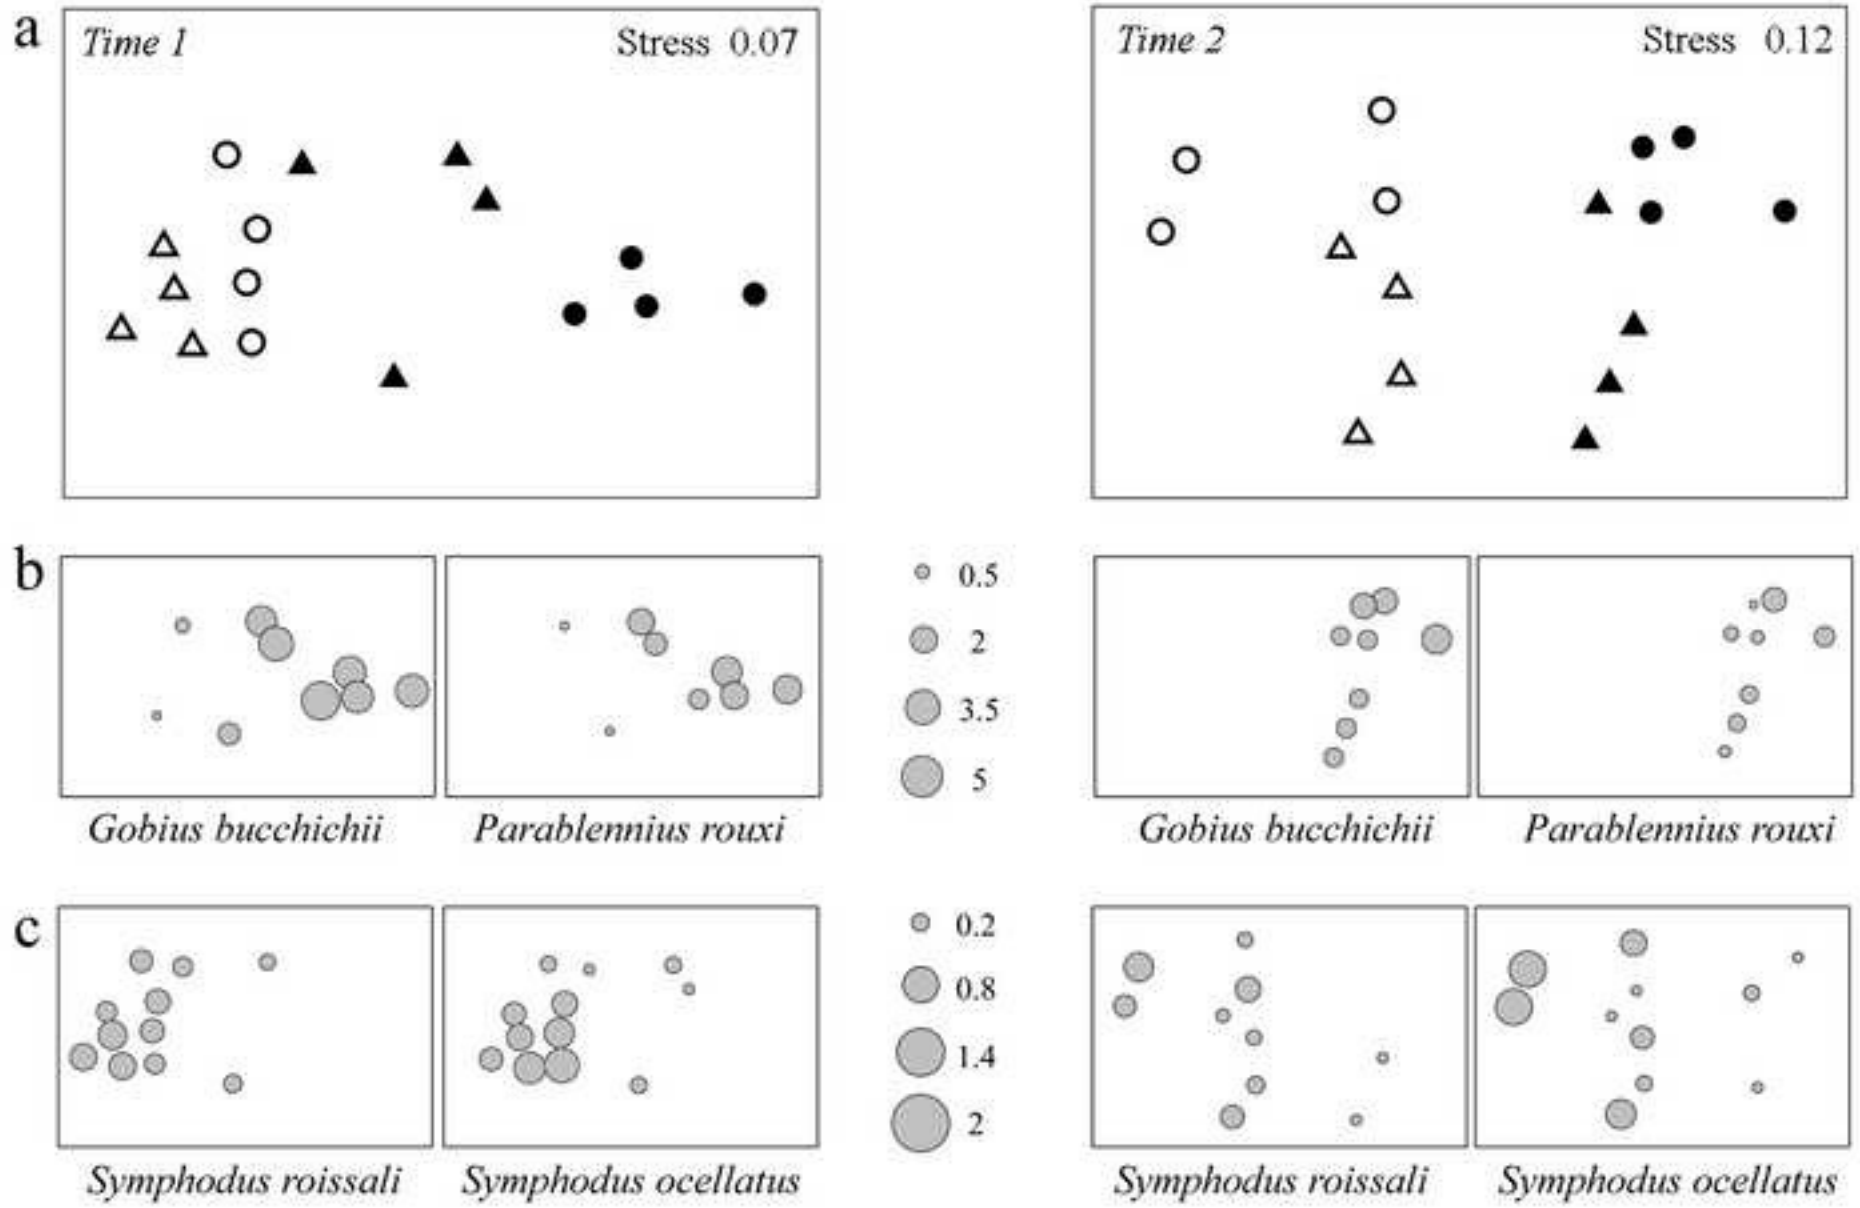 a
Time 1 Stress 0.07
Time 2 Stress 0.12
b
0.5
2
3.5
5
Gobius bucchichii Parablennius rouxi
Gobius bucchichii Parablennius rouxi
c
0.2
0.8
1.4
2
Symphodus roissali Symphodus ocellatus
Symphodus roissali Symphodus ocellatus